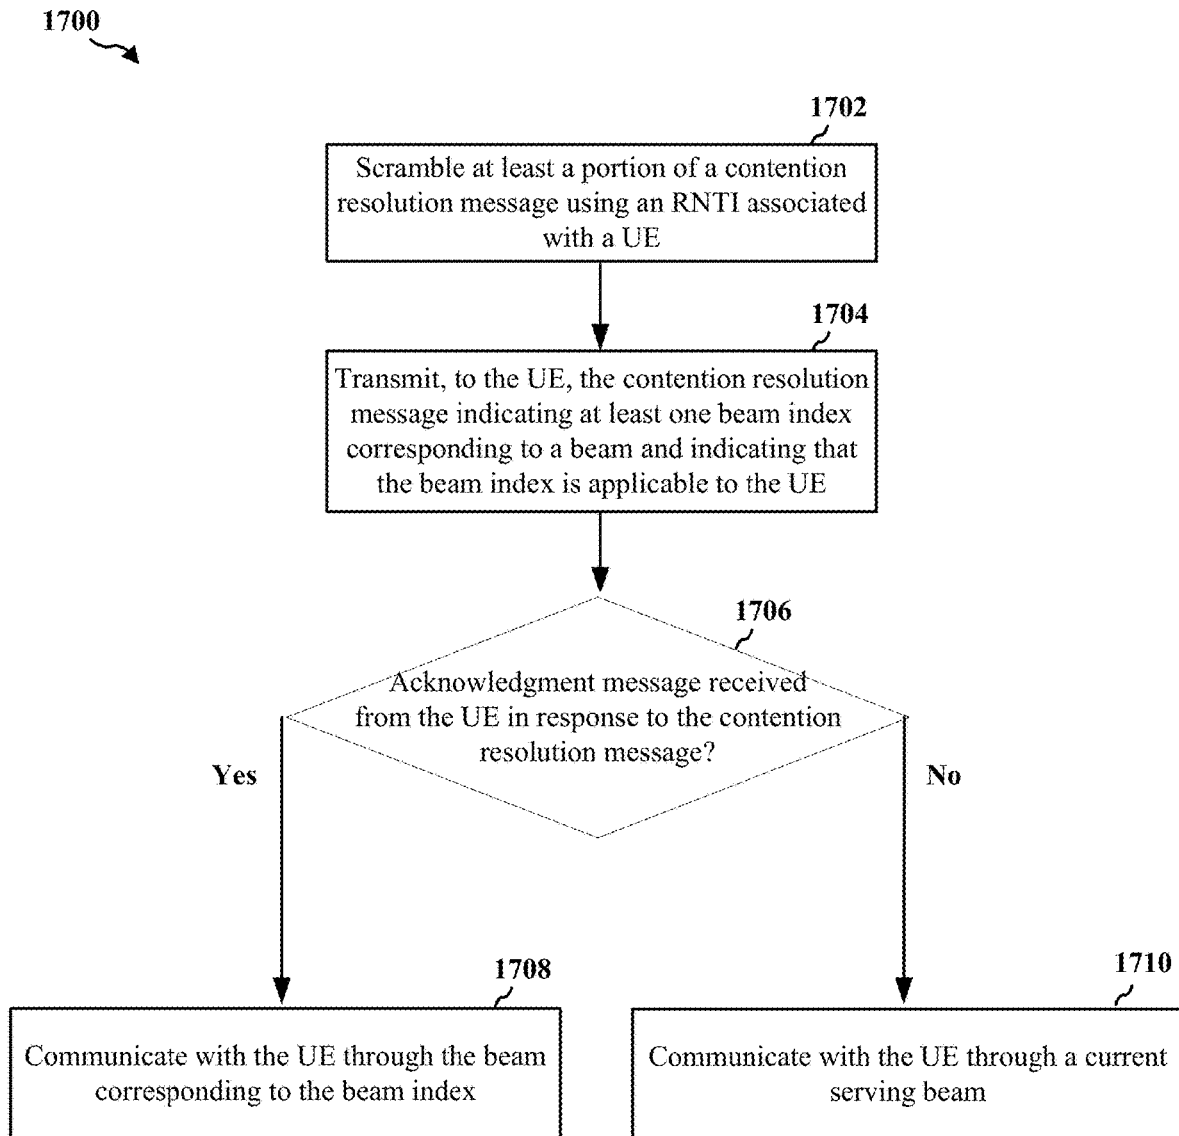 1700
1702
Scramble at least a portion of a contention
resolution message using an RNTI associated
with a UE
1704
Transmit, to the UE, the contention resolution
message indicating at least one beam index
corresponding to a beam and indicating that
the beam index is applicable to the UE
1706
Acknowledgment message received
from the UE in response to the contention
resolution message?
Yes
No
1708
Communicate with the UE through the beam
corresponding to the beam index
1710
Communicate with the UE through a current
serving beam